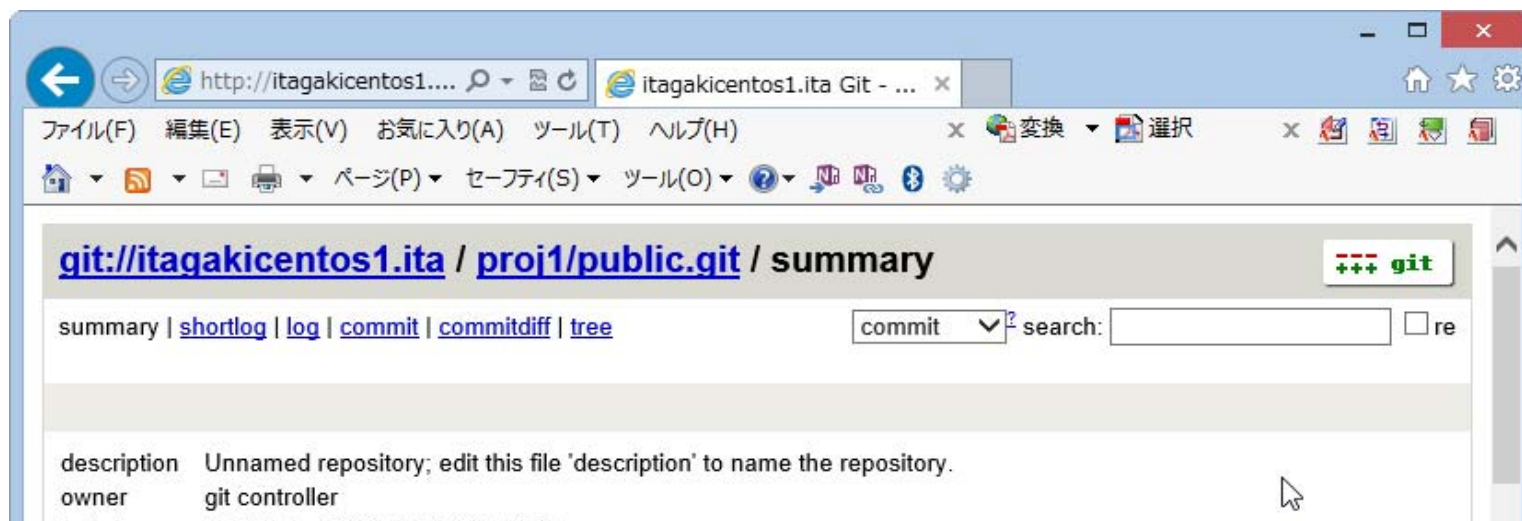 http://itagakicentos1.... itagakicentos1.ita Git - ...
ファイル(F) 編集(E) 表示(V) お気に入り(A) ツール(T) ヘルプ(H) 変換 選択
ページ(P) セーフティ(S) ツール(O)
git://itagakicentos1.ita / proj1/public.git / summary
git
summary | shortlog | log | commit | commitdiff | tree commit ? search: re
description Unnamed repository; edit this file 'description' to name the repository.
owner git controller